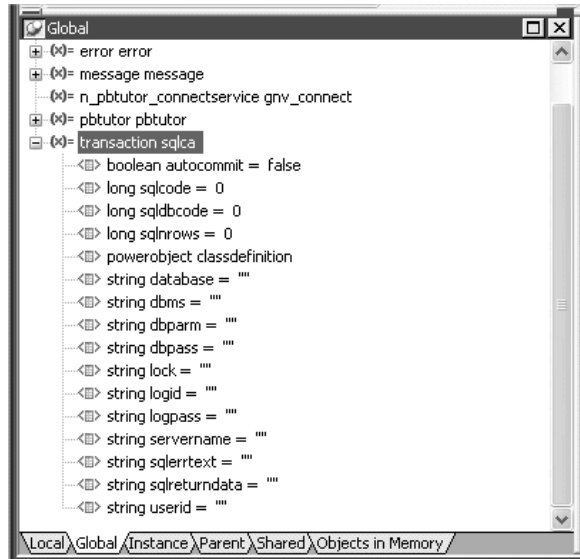 Global
(x)= error error
(x)= message message
(x)= n_pbtutor_connectservice gnv_connect
(x)= pbtutor pbtutor
(x)= transaction sqlca
boolean autocommit = false
long sqlcode = 0
long sqldbcode = 0
long sqlnrows = 0
powerobject classdefinition
string database = ""
string dbms = ""
string dbparm = ""
string dbpass = ""
string lock = ""
string logid = ""
string logpass = ""
string servername = ""
string sqlerrtext = ""
string sqlreturndata = ""
string userid = ""
Local Global Instance Parent Shared Objects in Memory